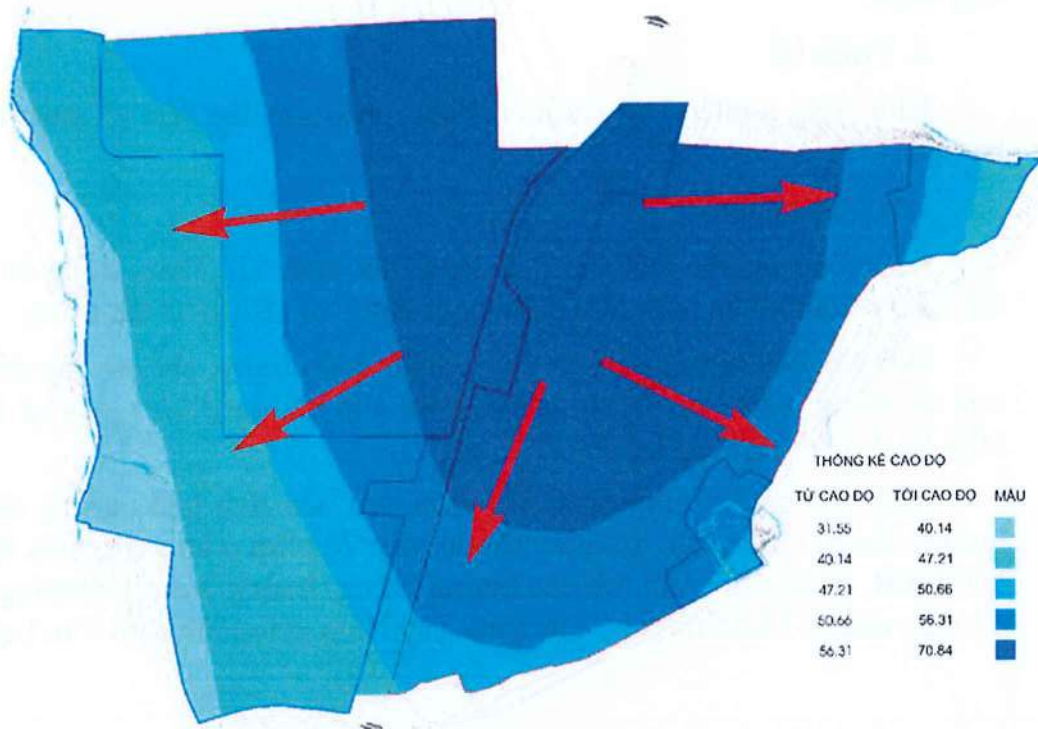 THỐNG KÊ CAO ĐỘ
TỪ CAO ĐỘ TỚI CAO ĐỘ MÀU
31.55 40.14
40.14 47.21
47.21 50.66
50.66 56.31
56.31 70.84